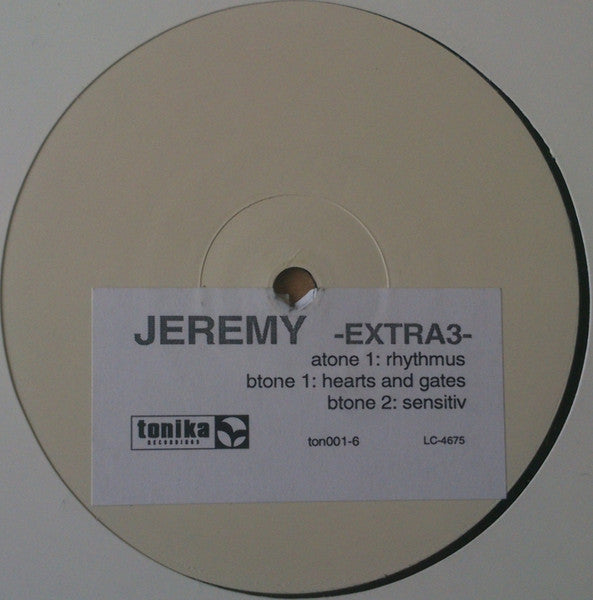 JEREMY -EXTRA3-
atone 1: rhythmus
btone 1: hearts and gates
btone 2: sensitiv
tonika
RECORDINGS
ton001-6 LC-4675